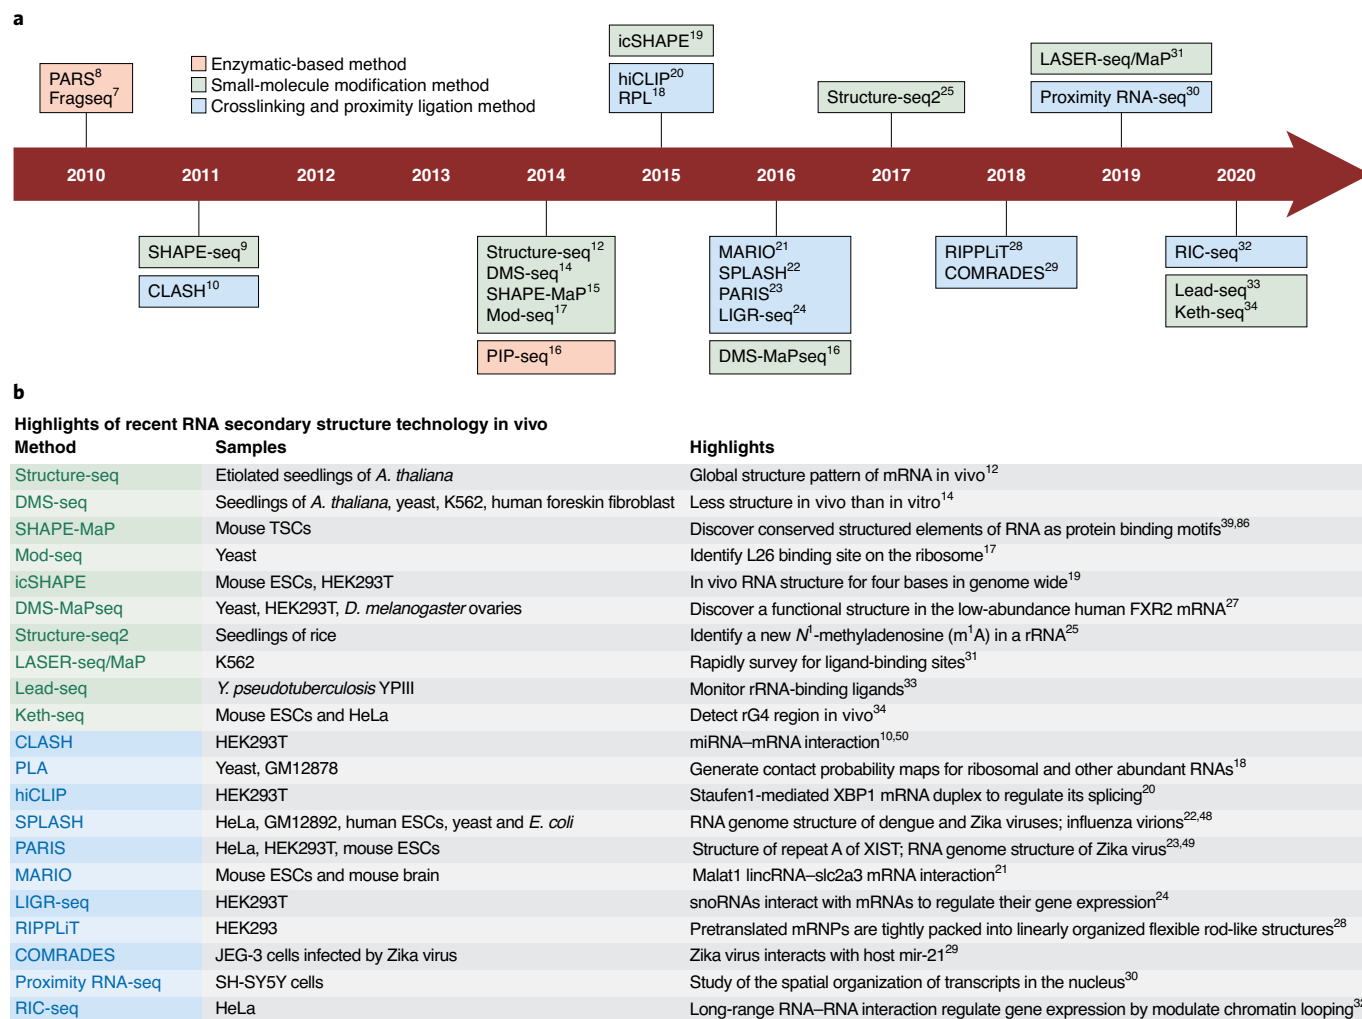 a
icSHAPE19
PARS8
Fragseq7
Enzymatic-based method
Small-molecule modification method
Crosslinking and proximity ligation method
hiCLIP20
RPL18
Structure-seq225
LASER-seq/MaP31
Proximity RNA-seq30
2010 2011 2012 2013 2014 2015 2016 2017 2018 2019 2020
SHAPE-seq9
CLASH10
Structure-seq12
DMS-seq14
SHAPE-MaP15
Mod-seq17
PIP-seq16
MARIO21
SPLASH22
PARIS23
LIGR-seq24
DMS-MaPseq16
RIPPLiT28
COMRADES29
RIC-seq32
Lead-seq33
Keth-seq34
b
Highlights of recent RNA secondary structure technology in vivo
Method Samples Highlights
Structure-seq Etiolated seedlings of A. thaliana Global structure pattern of mRNA in vivo12
DMS-seq Seedlings of A. thaliana, yeast, K562, human foreskin fibroblast Less structure in vivo than in vitro14
SHAPE-MaP Mouse TSCs Discover conserved structured elements of RNA as protein binding motifs39,86
Mod-seq Yeast Identify L26 binding site on the ribosome17
icSHAPE Mouse ESCs, HEK293T In vivo RNA structure for four bases in genome wide19
DMS-MaPseq Yeast, HEK293T, D. melanogaster ovaries Discover a functional structure in the low-abundance human FXR2 mRNA27
Structure-seq2 Seedlings of rice Identify a new N1-methyladenosine (m1A) in a rRNA25
LASER-seq/MaP K562 Rapidly survey for ligand-binding sites31
Lead-seq Y. pseudotuberculosis YPIII Monitor rRNA-binding ligands33
Keth-seq Mouse ESCs and HeLa Detect rG4 region in vivo34
CLASH HEK293T miRNA–mRNA interaction10,50
PLA Yeast, GM12878 Generate contact probability maps for ribosomal and other abundant RNAs18
hiCLIP HEK293T Staufen1-mediated XBP1 mRNA duplex to regulate its splicing20
SPLASH HeLa, GM12892, human ESCs, yeast and E. coli RNA genome structure of dengue and Zika viruses; influenza virions22,48
PARIS HeLa, HEK293T, mouse ESCs Structure of repeat A of XIST; RNA genome structure of Zika virus23,49
MARIO Mouse ESCs and mouse brain Malat1 lincRNA–slc2a3 mRNA interaction21
LIGR-seq HEK293T snoRNAs interact with mRNAs to regulate their gene expression24
RIPPLiT HEK293 Pretranslated mRNPs are tightly packed into linearly organized flexible rod-like structures28
COMRADES JEG-3 cells infected by Zika virus Zika virus interacts with host mir-2129
Proximity RNA-seq SH-SY5Y cells Study of the spatial organization of transcripts in the nucleus30
RIC-seq HeLa Long-range RNA–RNA interaction regulate gene expression by modulate chromatin looping32